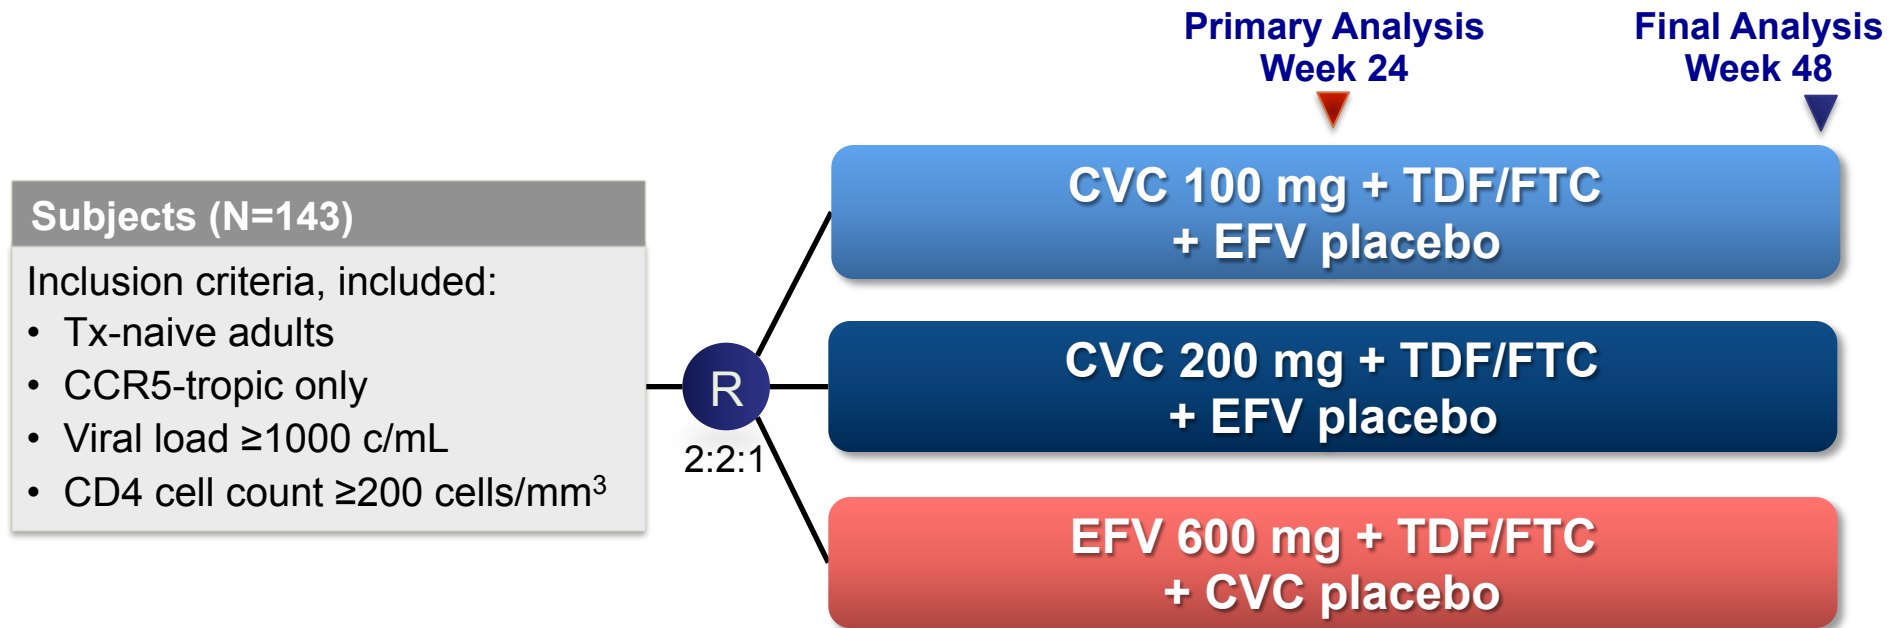 Primary Analysis
Week 24
Final Analysis
Week 48
Subjects (N=143)
Inclusion criteria, included:
• Tx-naive adults
• CCR5-tropic only
• Viral load ≥1000 c/mL
• CD4 cell count ≥200 cells/mm³
R
2:2:1
CVC 100 mg + TDF/FTC
+ EFV placebo
CVC 200 mg + TDF/FTC
+ EFV placebo
EFV 600 mg + TDF/FTC
+ CVC placebo